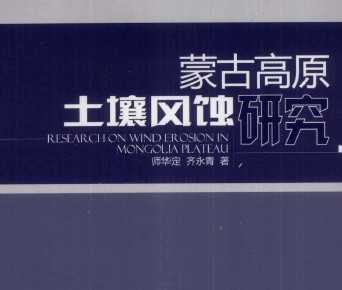 蒙古高原
土壤风蚀研究
RESEARCH ON WIND EROSION IN
MONGOLIA PLATEAU
师华定 齐永青 著